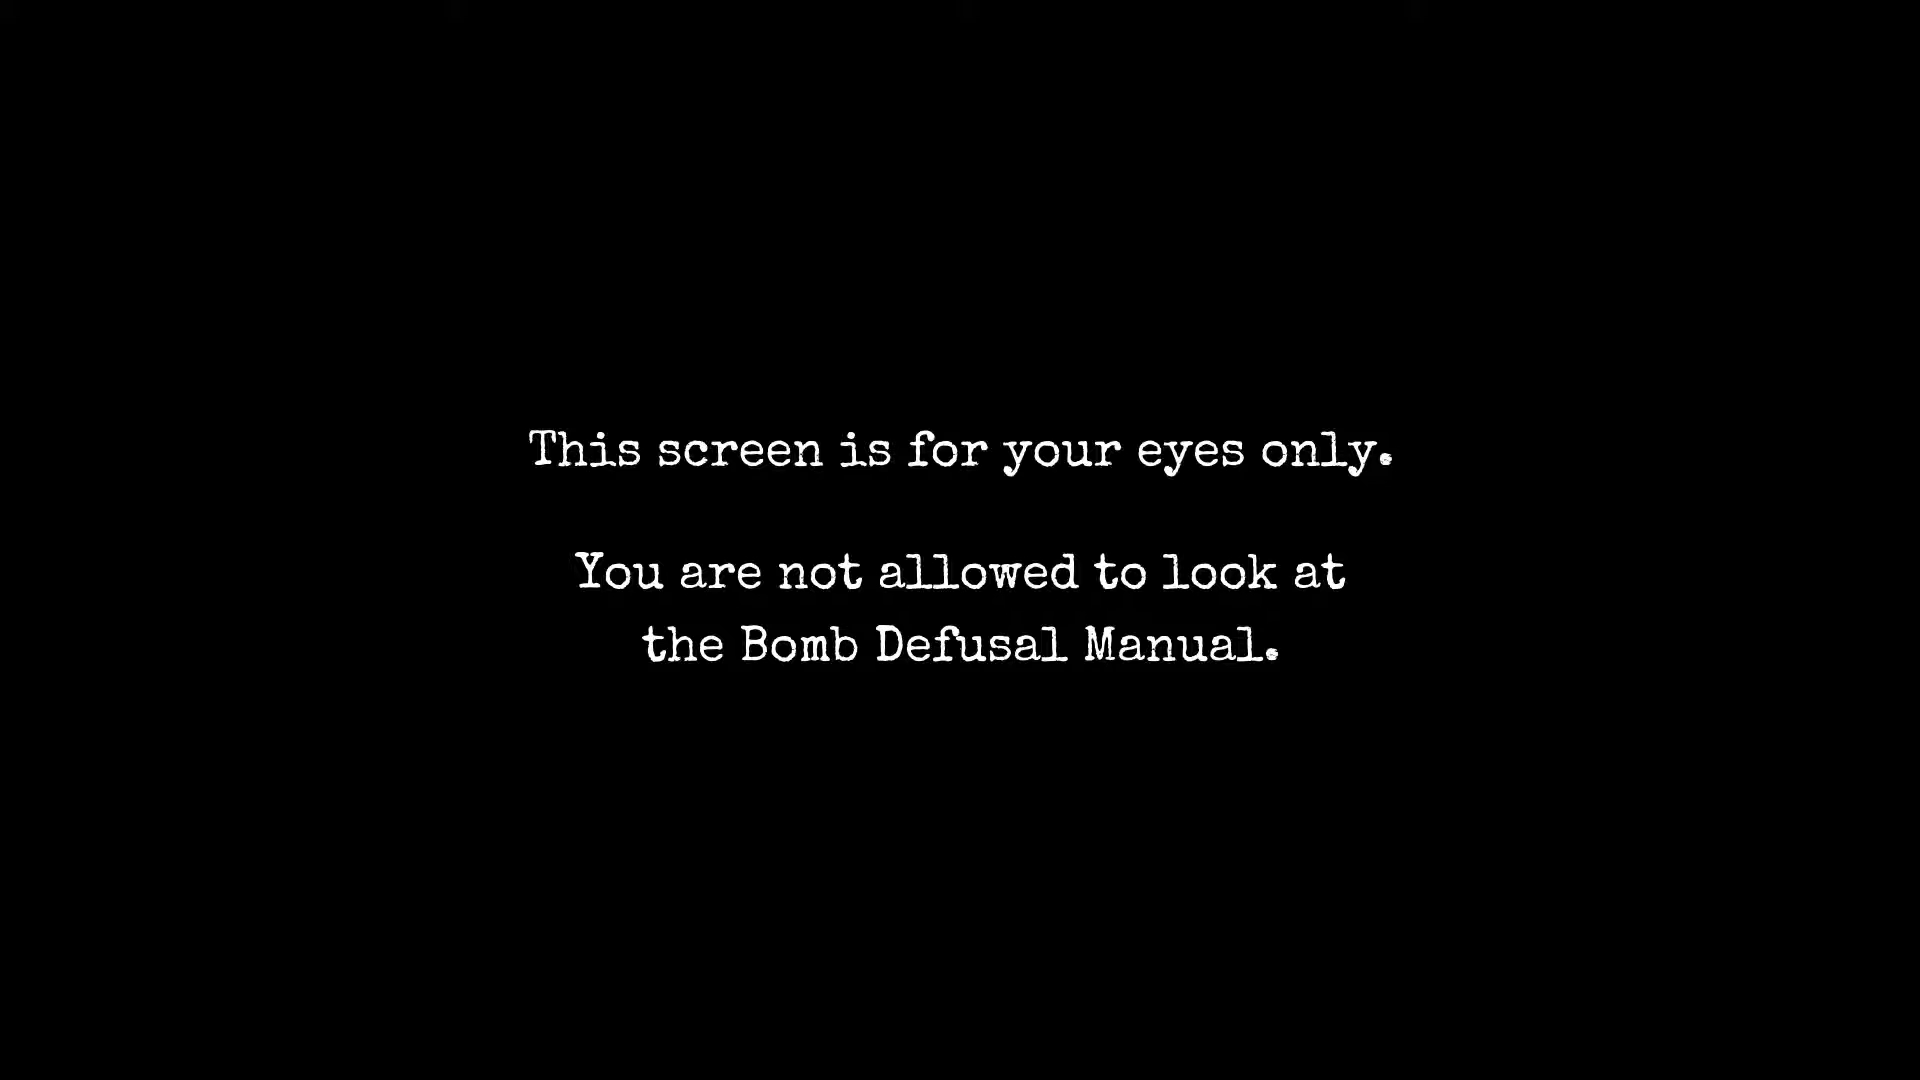 This screen is for your eyes only.
You are not allowed to look at
the Bomb Defusal Manual.